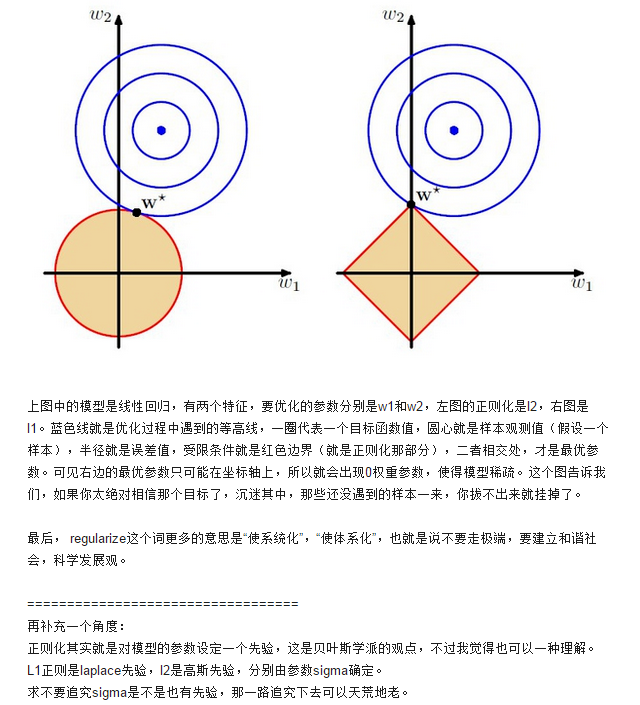 w2
w2
w*
w*
w1
w1
上图中的模型是线性回归，有两个特征，要优化的参数分别是w1和w2，左图的正则化是l2，右图是
l1。蓝色线就是优化过程中遇到的等高线，一圈代表一个目标函数值，圆心就是样本观测值（假设一个
样本），半径就是误差值，受限条件就是红色边界（就是正则化那部分），二者相交处，才是最优参
数。可见右边的最优参数只可能在坐标轴上，所以就会出现0权重参数，使得模型稀疏。这个图告诉我
们，如果你太绝对相信那个目标了，沉迷其中，那些还没遇到的样本一来，你拔不出来就挂掉了。
最后， regularize这个词更多的意思是“使系统化”，“使体系化”，也就是说不要走极端，要建立和谐社
会，科学发展观。
==================================
再补充一个角度：
正则化其实就是对模型的参数设定一个先验，这是贝叶斯学派的观点，不过我觉得也可以一种理解。
L1正则是laplace先验，l2是高斯先验，分别由参数sigma确定。
求不要追究sigma是不是也有先验，那一路追究下去可以天荒地老。